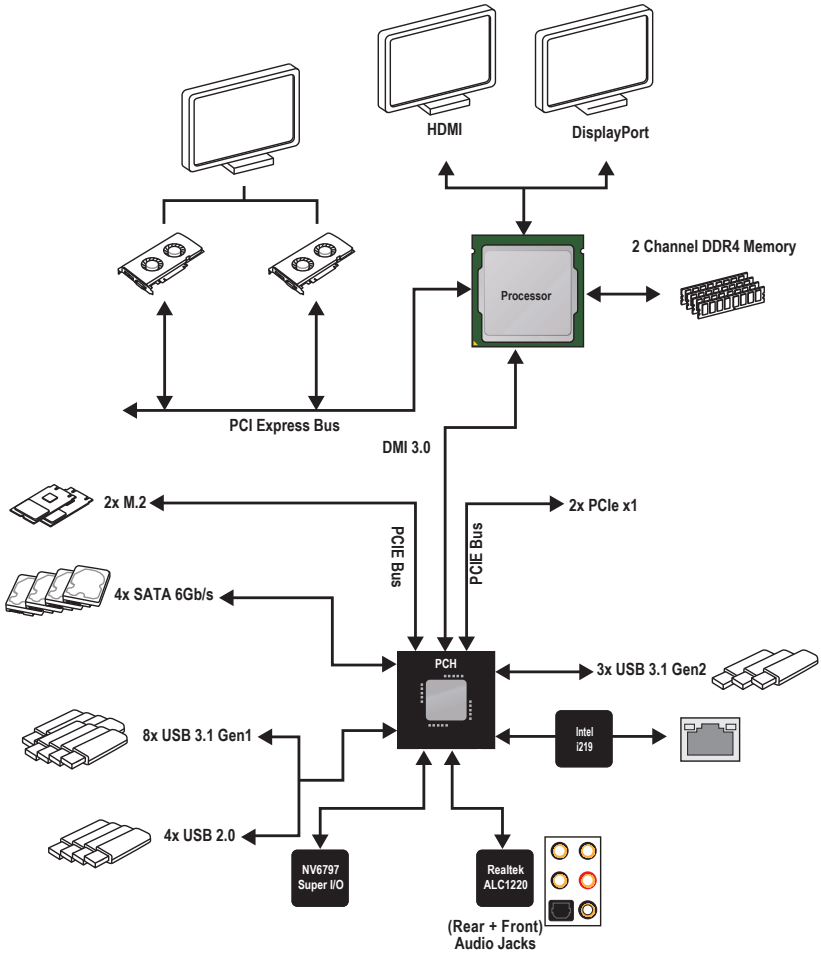 HDMI
DisplayPort
2 Channel DDR4 Memory
Processor
PCI Express Bus
DMI 3.0
2x M.2
2x PCIe x1
PCIE Bus
PCIE Bus
4x SATA 6Gb/s
PCH
3x USB 3.1 Gen2
8x USB 3.1 Gen1
Intel
i219
4x USB 2.0
NV6797
Super I/O
Realtek
ALC1220
(Rear + Front)
Audio Jacks